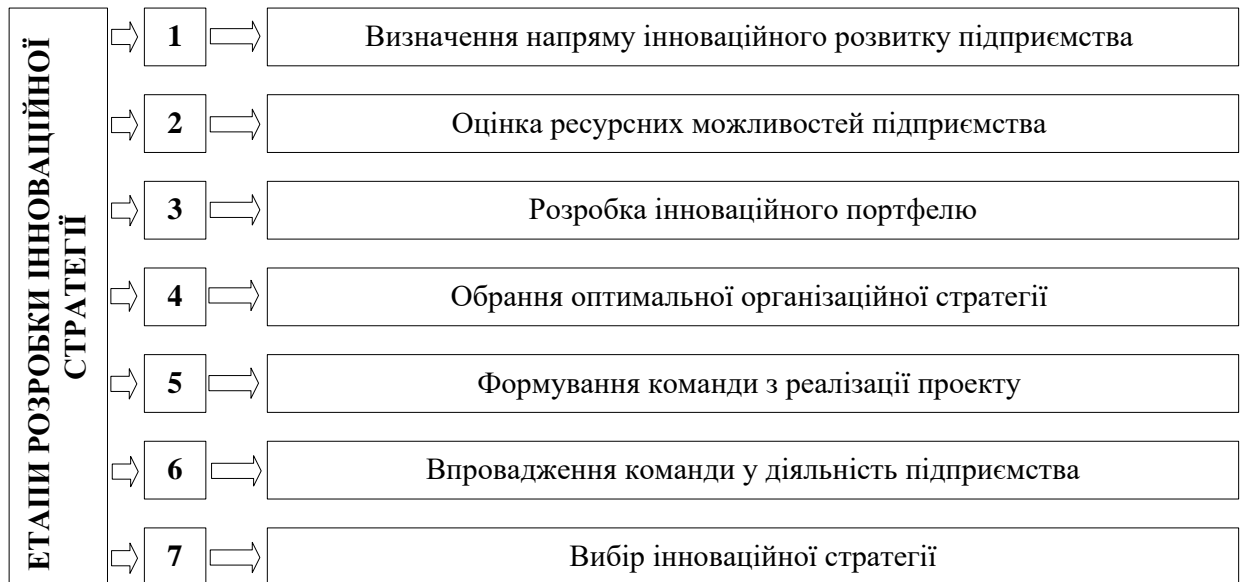 ЕТАПИ РОЗРОБКИ ІННОВАЦІЙНОЇ
СТРАТЕГІЇ
1 Визначення напряму інноваційного розвитку підприємства
2 Оцінка ресурсних можливостей підприємства
3 Розробка інноваційного портфелю
4 Обрання оптимальної організаційної стратегії
5 Формування команди з реалізації проекту
6 Впровадження команди у діяльність підприємства
7 Вибір інноваційної стратегії